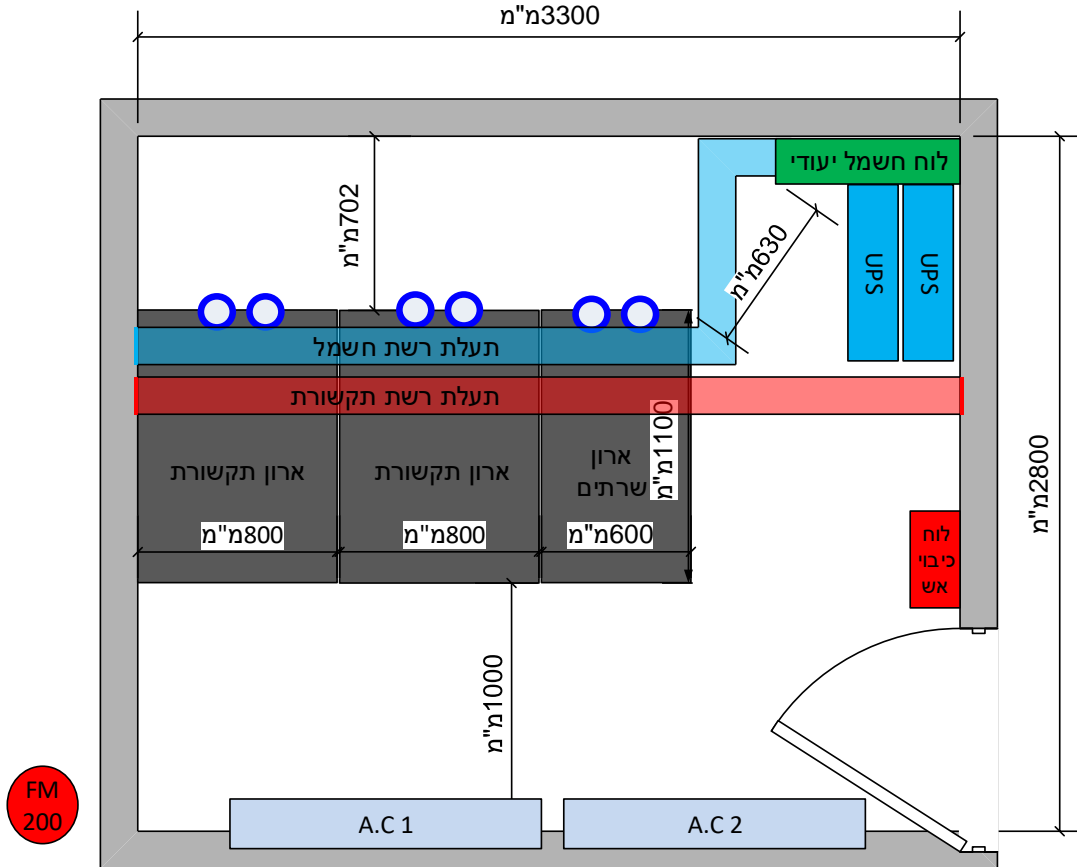 3300מ"מ
לוח חשמל יעודי
702מ"מ
630מ"מ
UPS
UPS
תעלת רשת חשמל
תעלת רשת תקשורת
1100מ"מ
2800מ"מ
ארון תקשורת
ארון תקשורת
ארון
שרתים
800מ"מ
800מ"מ
600מ"מ
לוח
כיבוי
אש
1000מ"מ
FM
200
A.C 1
A.C 2